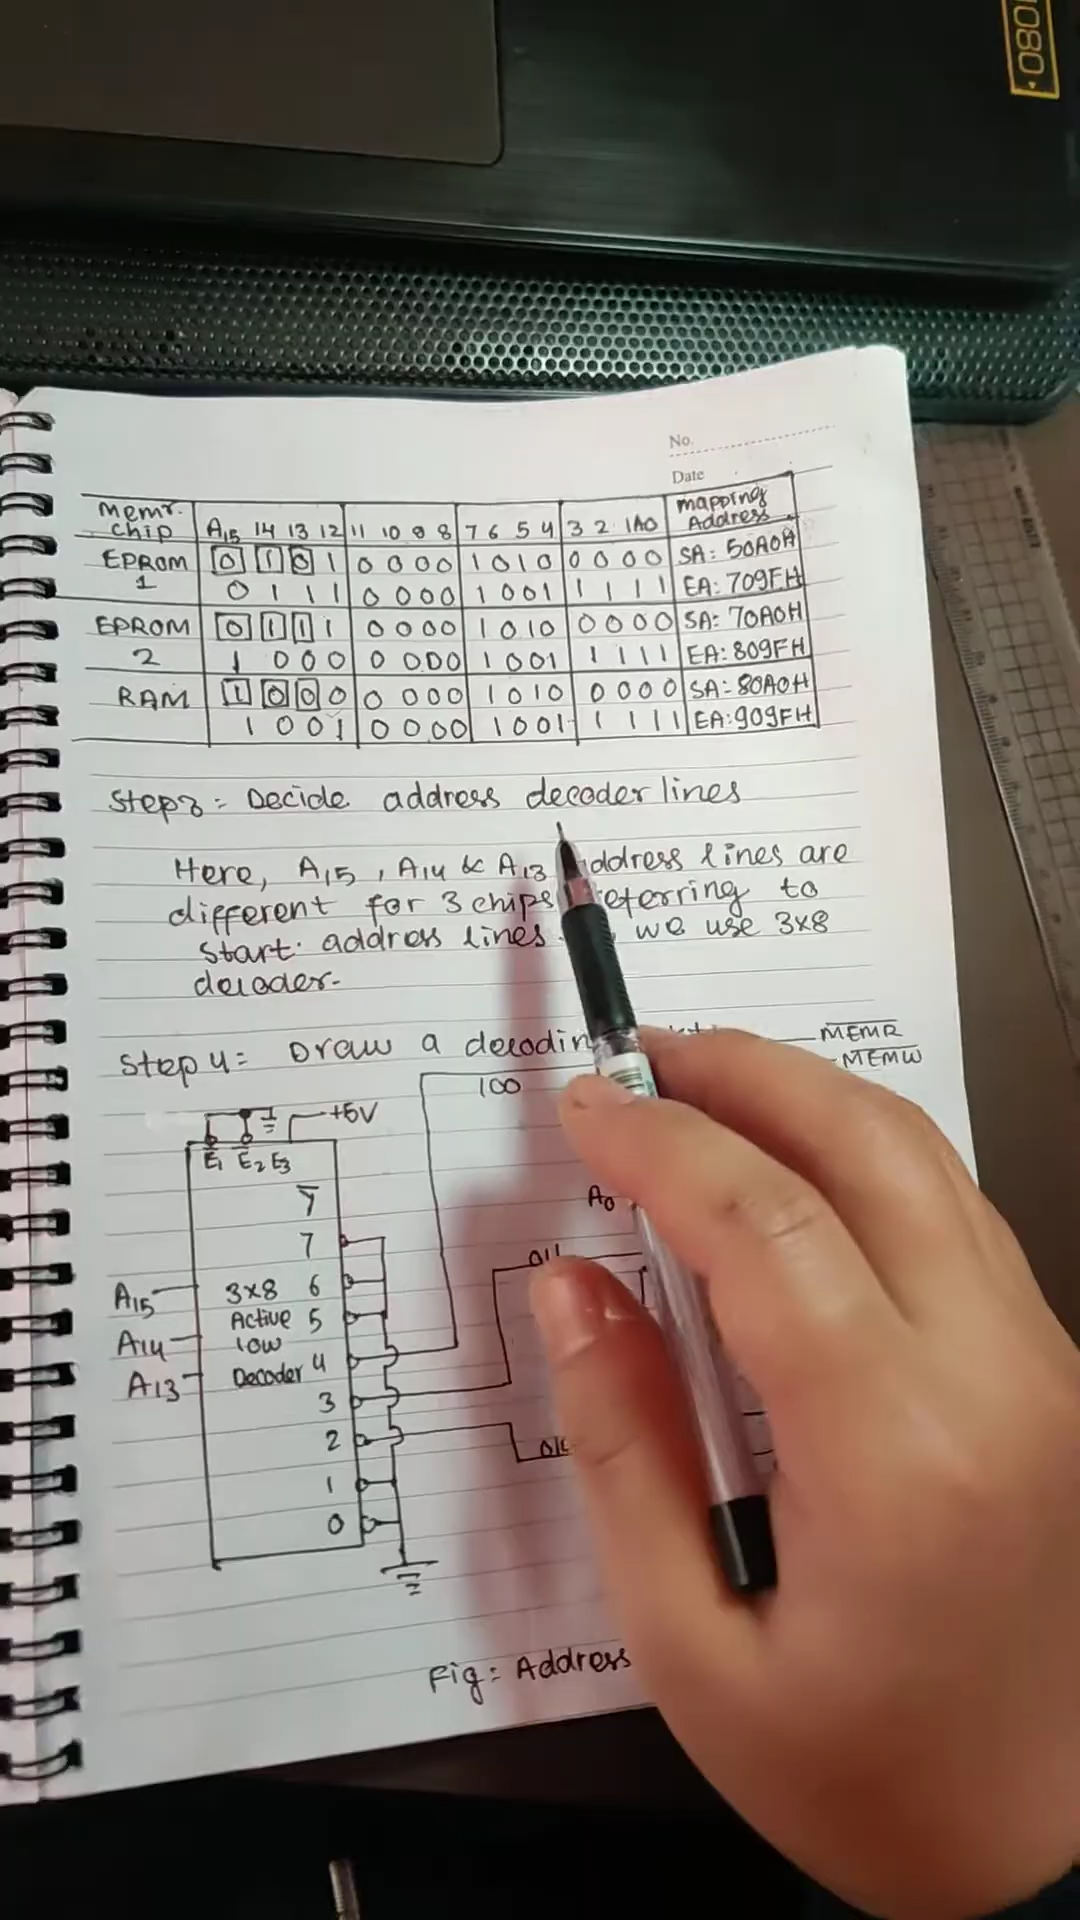 1080
No.
Date
Memr. chip A15 14 13 12 11 10 9 8 7 6 5 4 3 2 1 A0 mapping Address
EPROM 0 1 0 1 0 0 0 0 1 0 1 0 0 0 0 0 SA: 50A0H
1 0 1 1 1 0 0 0 0 1 0 0 1 1 1 1 1 EA: 709FH
EPROM 0 1 1 1 0 0 0 0 1 0 1 0 0 0 0 0 SA: 70A0H
2 1 0 0 0 0 0 0 0 1 0 0 1 1 1 1 1 EA: 809FH
RAM 1 0 0 0 0 0 0 0 1 0 1 0 0 0 0 0 SA: 80A0H
1 0 0 1 0 0 0 0 1 0 0 1 1 1 1 1 EA: 909FH
Step 3: Decide address decoder lines
Here, A15, A14 & A13 address lines are
different for 3 chips referring to
start. address lines. we use 3x8
decoder.
Step 4: Draw a decodin
MEMR
MEMW
100
+5V
E1 E2 E3
Y
A0
7
011
A15 3x8 6
Active 5
A14 low
A13 Decoder 4
3
2
1
0
Fig: Address